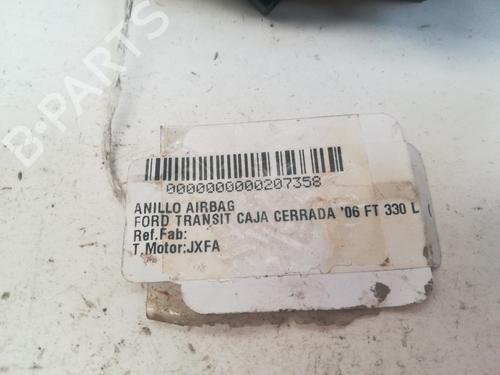 B-PARTS
0000000000207358
ANILLO AIRBAG
FORD TRANSIT CAJA CERRADA '06 FT 330 L (
Ref.Fab:
T.Motor:JXFA